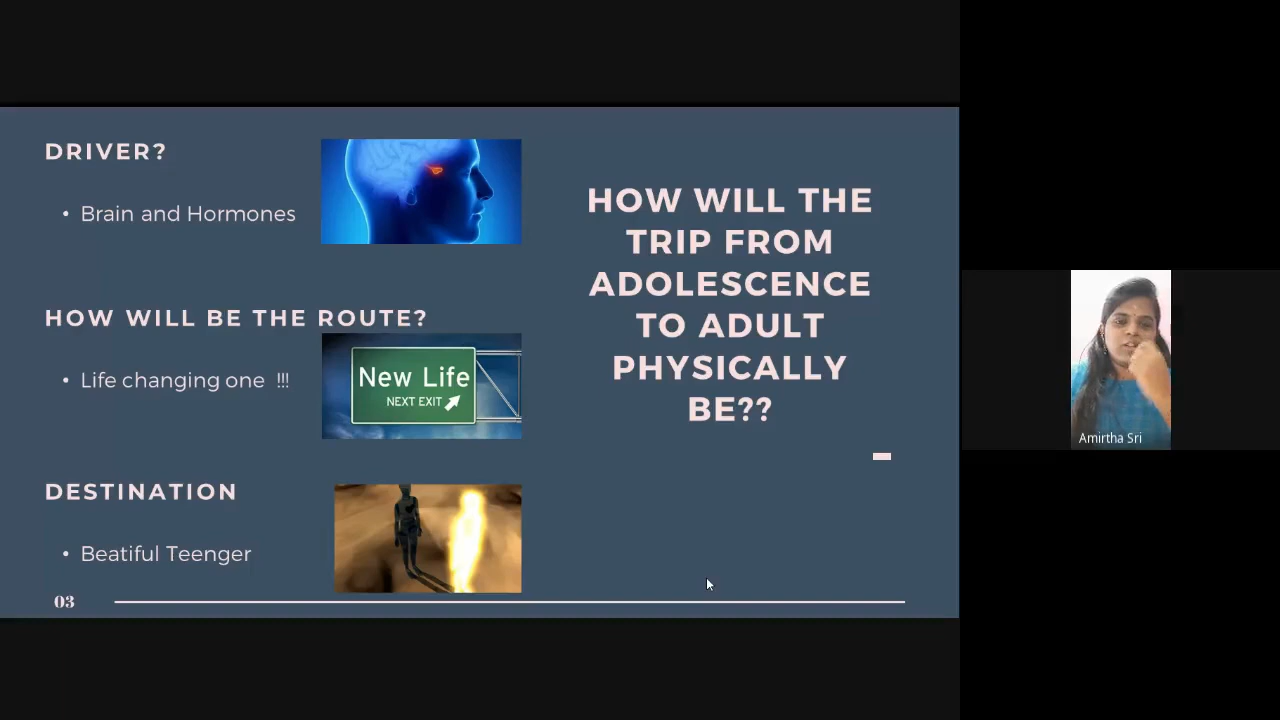 DRIVER?
• Brain and Hormones
HOW WILL BE THE ROUTE?
• Life changing one !!!
New Life
NEXT EXIT
DESTINATION
• Beatiful Teenger
03
HOW WILL THE
TRIP FROM
ADOLESCENCE
TO ADULT
PHYSICALLY
BE??
Amirtha Sri